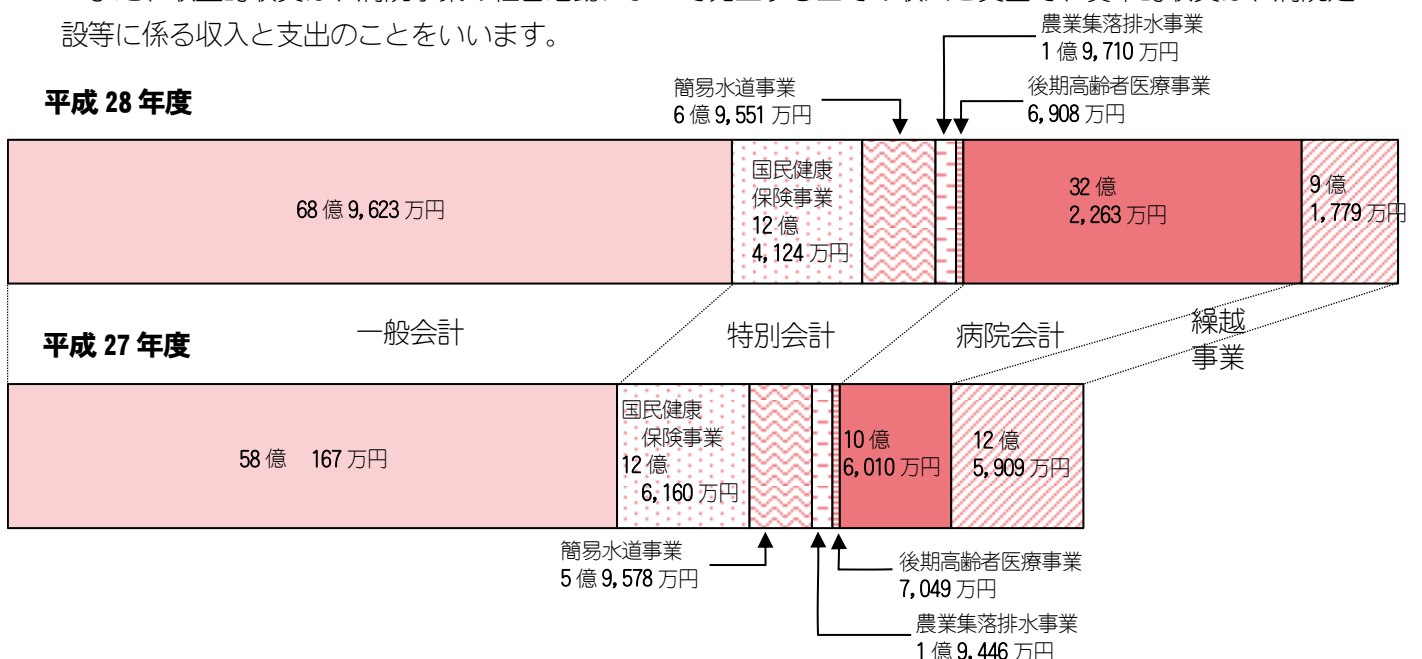 設等に係る収入と支出のことをいいます。
農業集落排水事業
1億9,710万円
平成28年度
簡易水道事業
6億9,551万円
後期高齢者医療事業
6,908万円
68億9,623万円
国民健康
保険事業
12億
4,124万円
32億
2,263万円
9億
1,779万円
平成27年度
一般会計
特別会計
病院会計
繰越
事業
58億 167万円
国民健康
保険事業
12億
6,160万円
10億
6,010万円
12億
5,909万円
簡易水道事業
5億9,578万円
後期高齢者医療事業
7,049万円
農業集落排水事業
1億9,446万円